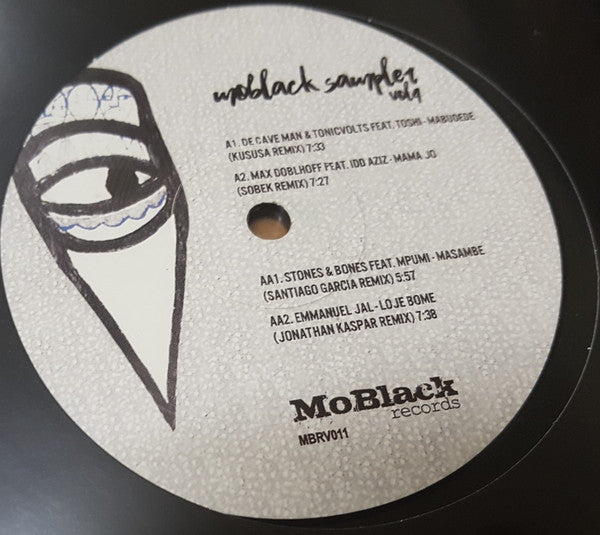 moblack sampler
vol.4
A1. DE CAVE MAN & TONICVOLTS FEAT. TOSHI - MABUDEDE
(KUSUSA REMIX) 7:33
A2. MAX DOBLHOFF FEAT. IDD AZIZ - MAMA JO
(SOBEK REMIX) 7:27
AA1. STONES & BONES FEAT. MPUMI - MASAMBE
(SANTIAGO GARCIA REMIX) 5:57
AA2. EMMANUEL JAL - LOJE BOME
(JONATHAN KASPAR REMIX) 7:38
MoBlack
records
MBRV011